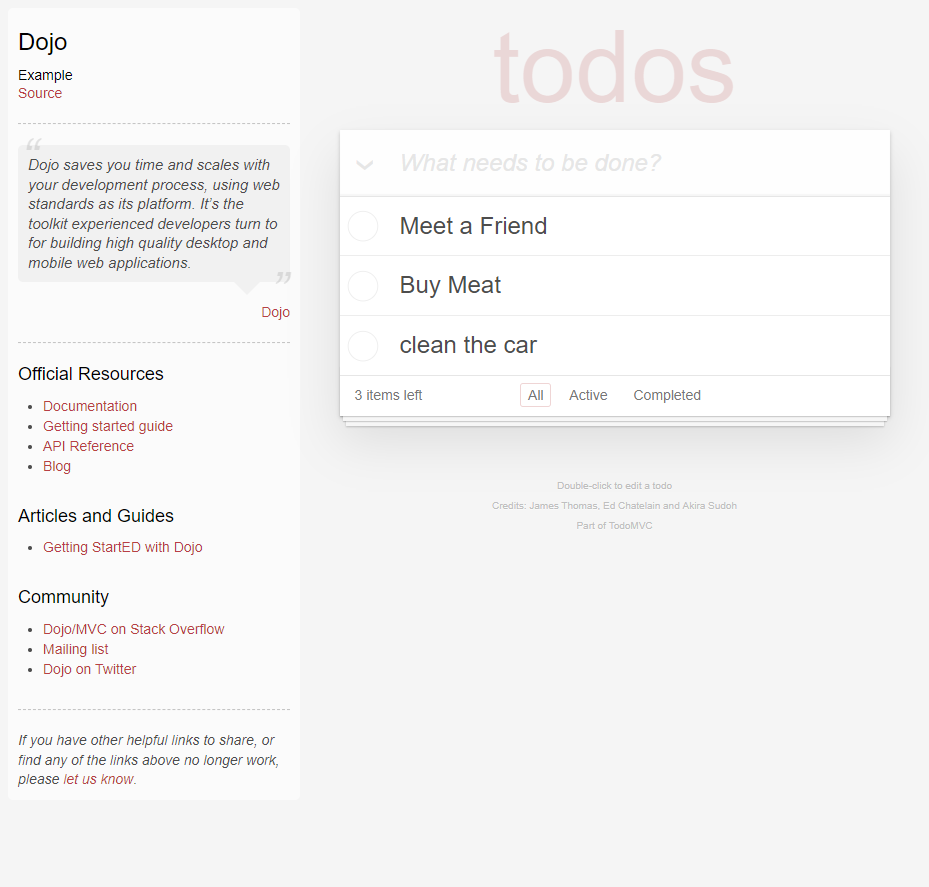 Dojo
Example
Source
“
Dojo saves you time and scales with
your development process, using web
standards as its platform. It’s the
toolkit experienced developers turn to
for building high quality desktop and
mobile web applications.
”
Dojo
Official Resources
Documentation
Getting started guide
API Reference
Blog
Articles and Guides
Getting StartED with Dojo
Community
Dojo/MVC on Stack Overflow
Mailing list
Dojo on Twitter
If you have other helpful links to share, or
find any of the links above no longer work,
please let us know.
todos
What needs to be done?
Meet a Friend
Buy Meat
clean the car
3 items left All Active Completed
Double-click to edit a todo
Credits: James Thomas, Ed Chatelain and Akira Sudoh
Part of TodoMVC